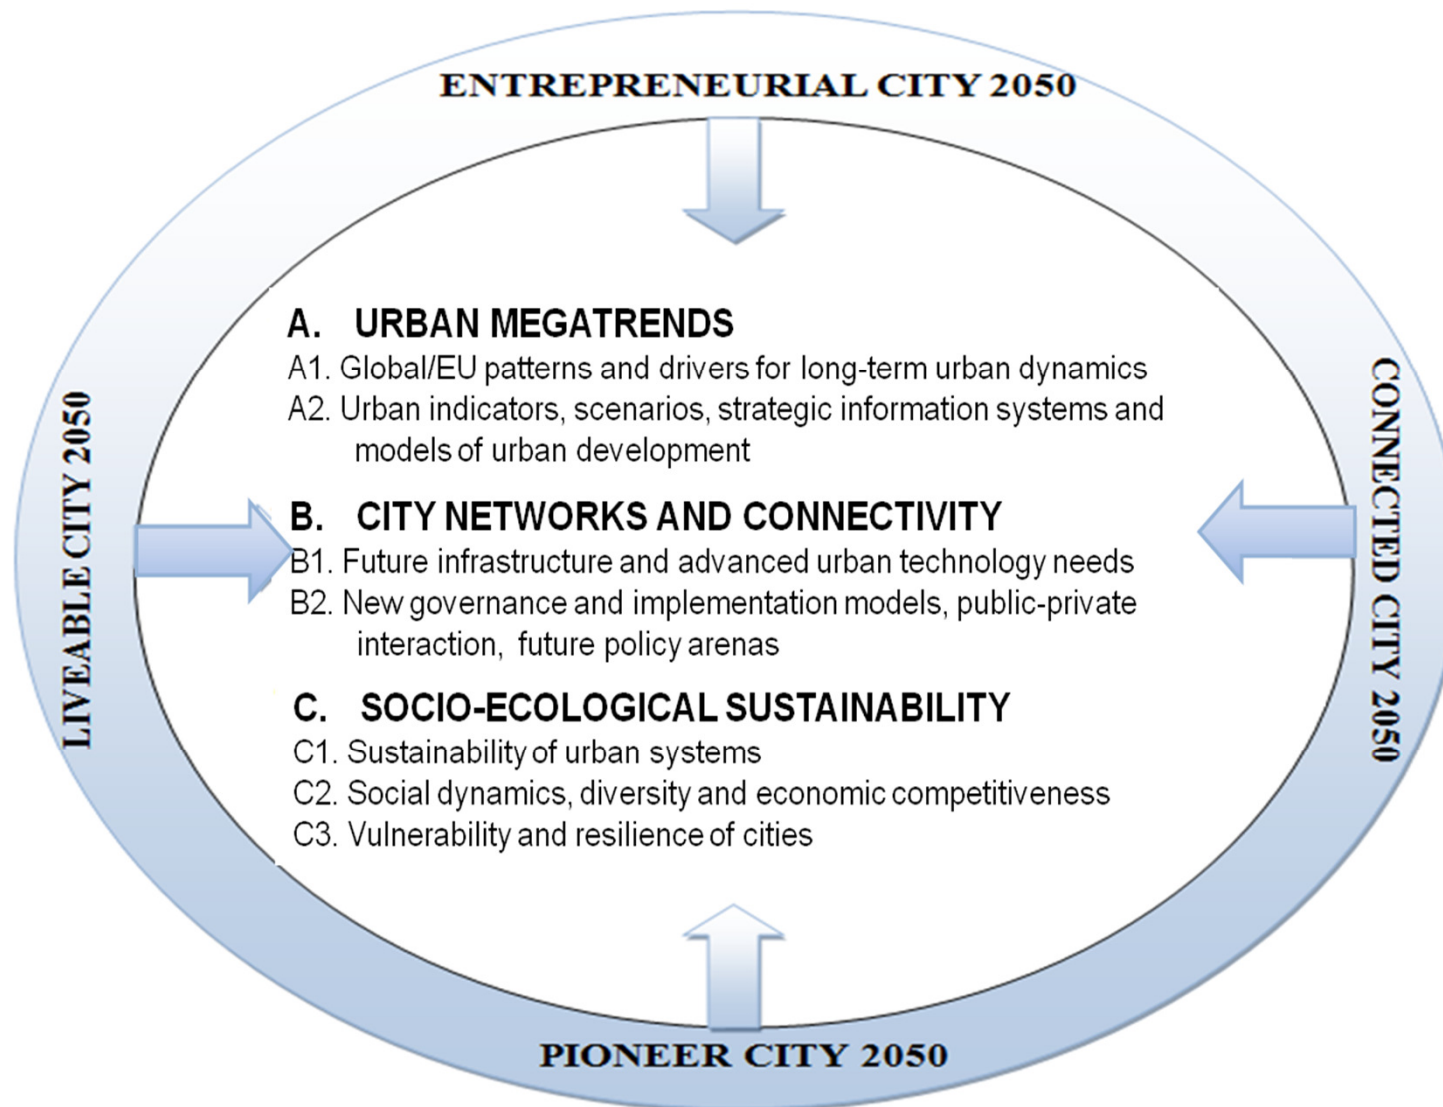 ENTREPRENEURIAL CITY 2050
LIVEABLE CITY 2050
A. URBAN MEGATRENDS
A1. Global/EU patterns and drivers for long-term urban dynamics
A2. Urban indicators, scenarios, strategic information systems and
models of urban development
B. CITY NETWORKS AND CONNECTIVITY
B1. Future infrastructure and advanced urban technology needs
B2. New governance and implementation models, public-private
interaction, future policy arenas
C. SOCIO-ECOLOGICAL SUSTAINABILITY
C1. Sustainability of urban systems
C2. Social dynamics, diversity and economic competitiveness
C3. Vulnerability and resilience of cities
CONNECTED CITY 2050
PIONEER CITY 2050